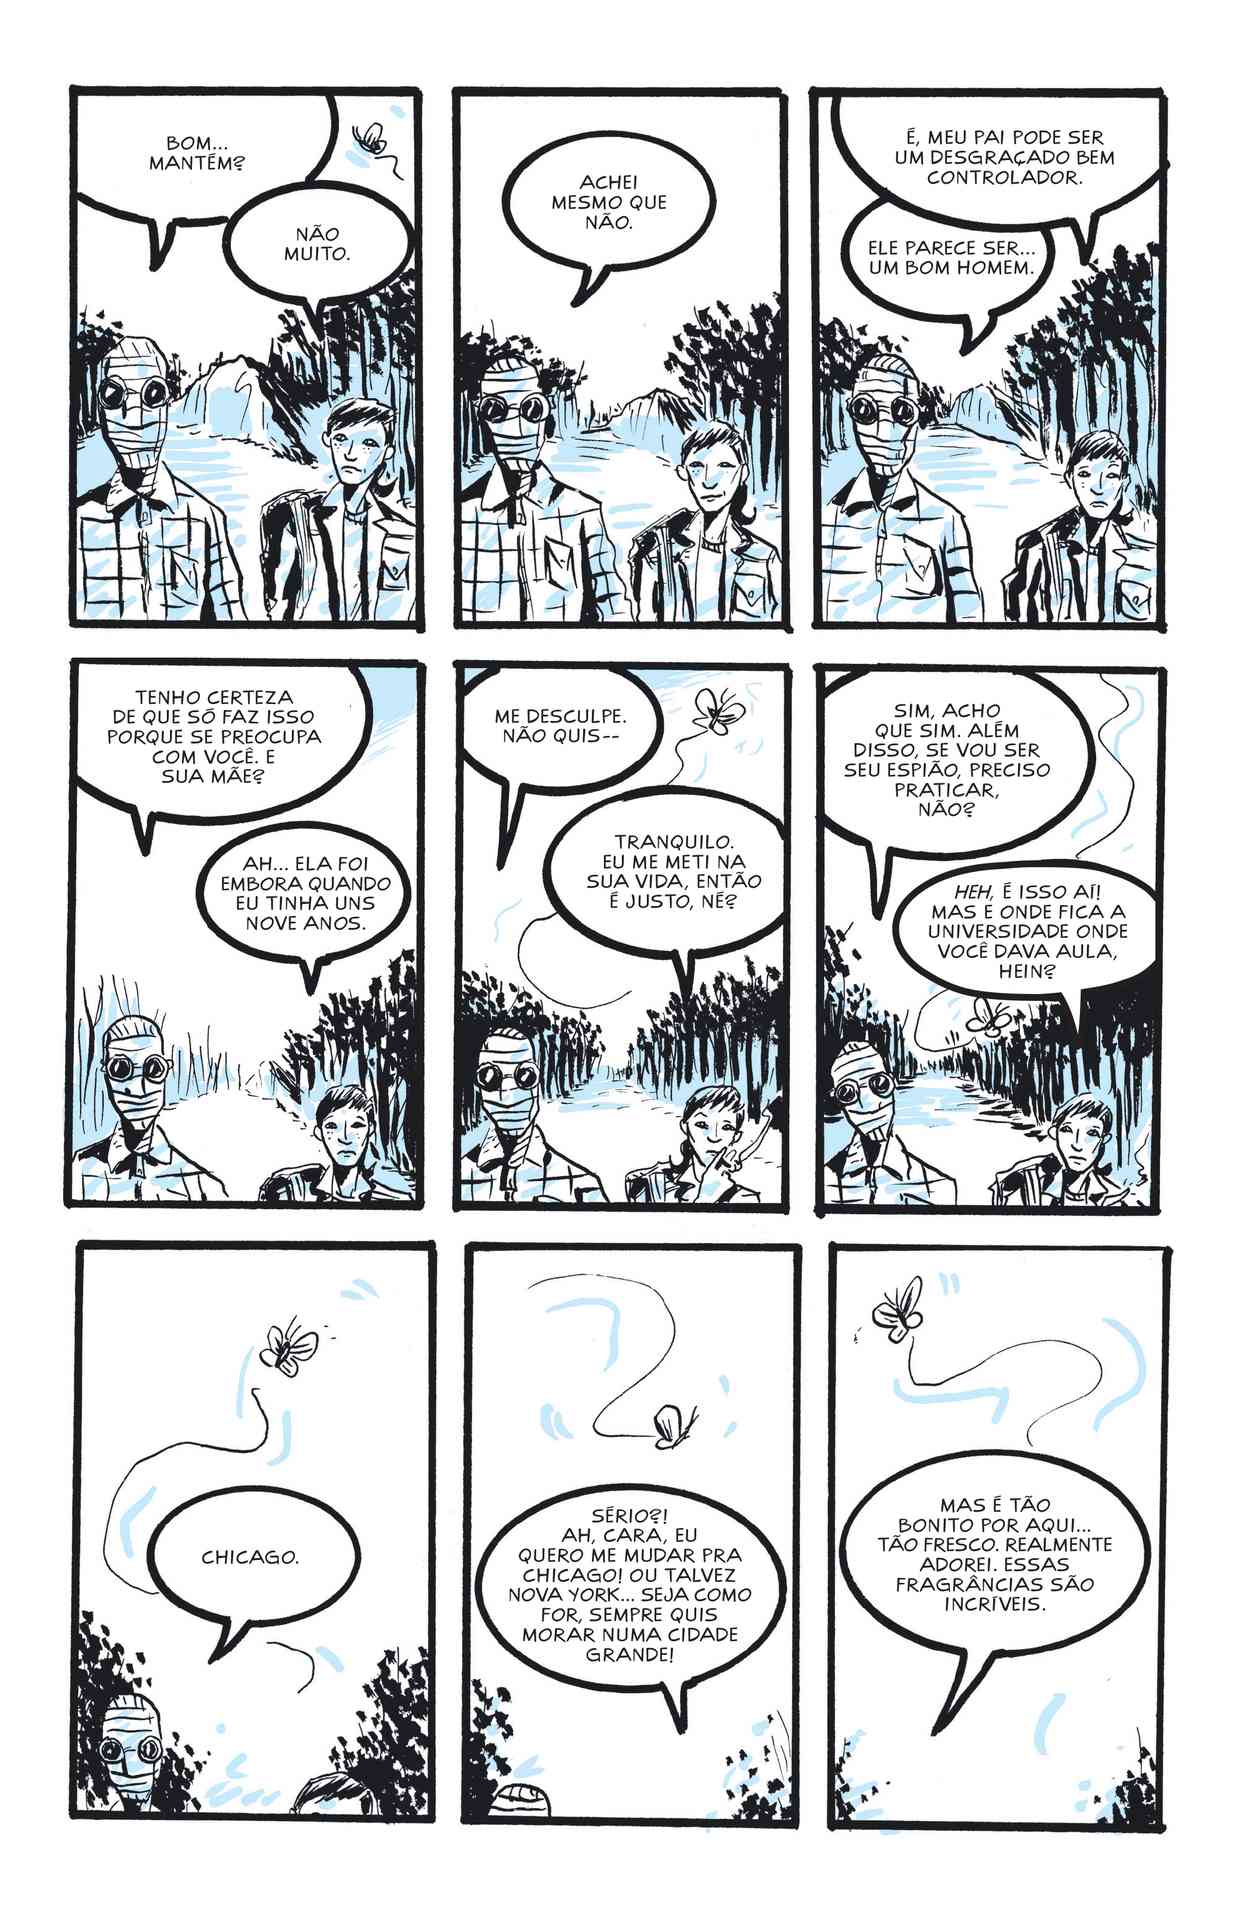 BOM...
MANTÉM?
NÃO
MUITO.
ACHEI
MESMO QUE
NÃO.
É, MEU PAI PODE SER
UM DESGRAÇADO BEM
CONTROLADOR.
ELE PARECE SER...
UM BOM HOMEM.
TENHO CERTEZA
DE QUE SÓ FAZ ISSO
PORQUE SE PREOCUPA
COM VOCÊ. E
SUA MÃE?
AH... ELA FOI
EMBORA QUANDO
EU TINHA UNS
NOVE ANOS.
ME DESCULPE.
NÃO QUIS--
TRANQUILO.
EU ME METI NA
SUA VIDA, ENTÃO
É JUSTO, NÉ?
SIM, ACHO
QUE SIM. ALÉM
DISSO, SE VOU SER
SEU ESPIÃO, PRECISO
PRATICAR,
NÃO?
HEH, É ISSO AÍ!
MAS E ONDE FICA A
UNIVERSIDADE ONDE
VOCÊ DAVA AULA,
HEIN?
CHICAGO.
SÉRIO?!
AH, CARA, EU
QUERO ME MUDAR PRA
CHICAGO! OU TALVEZ
NOVA YORK... SEJA COMO
FOR, SEMPRE QUIS
MORAR NUMA CIDADE
GRANDE!
MAS É TÃO
BONITO POR AQUI...
TÃO FRESCO. REALMENTE
ADOREI. ESSAS
FRAGRÂNCIAS SÃO
INCRÍVEIS.